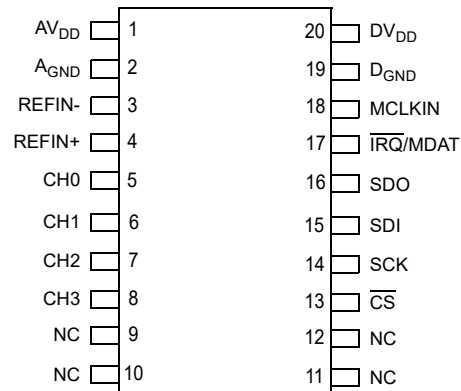 AVDD 1 20 DVDD
AGND 2 19 DGND
REFIN- 3 18 MCLKIN
REFIN+ 4 17 IRQ/MDAT
CH0 5 16 SDO
CH1 6 15 SDI
CH2 7 14 SCK
CH3 8 13 CS
NC 9 12 NC
NC 10 11 NC